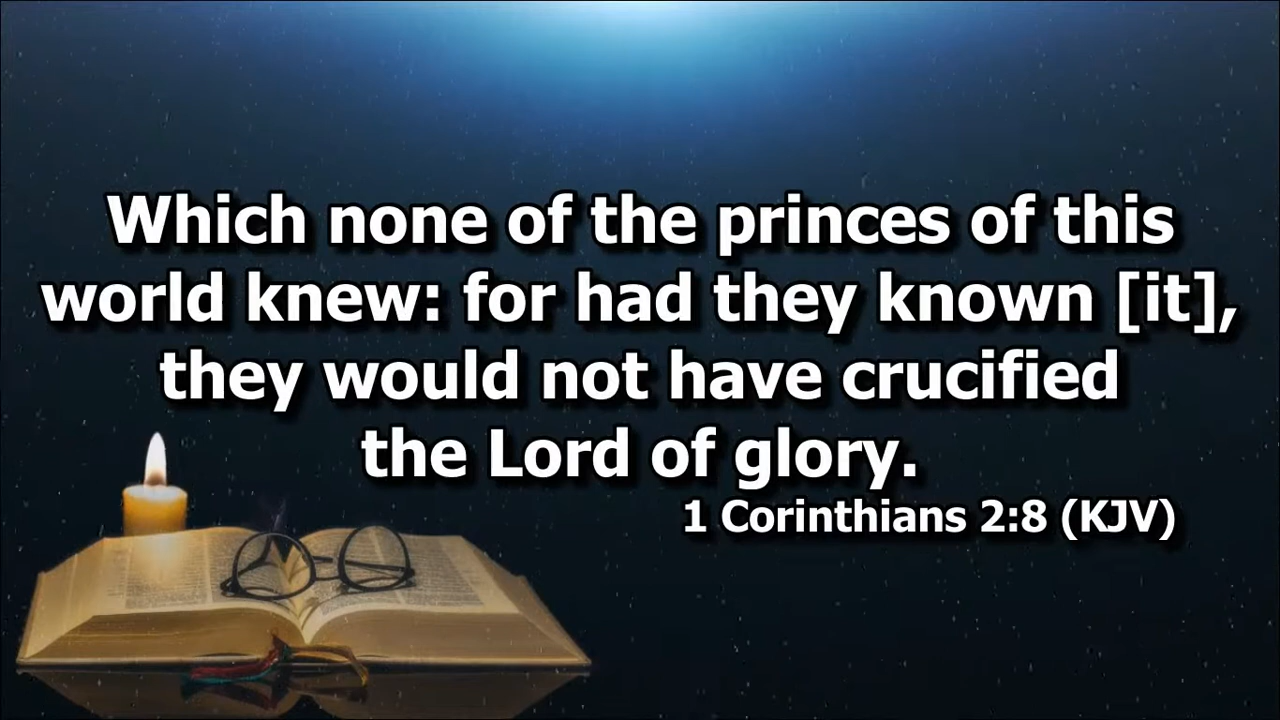 Which none of the princes of this
world knew: for had they known [it],
they would not have crucified
the Lord of glory.
1 Corinthians 2:8 (KJV)